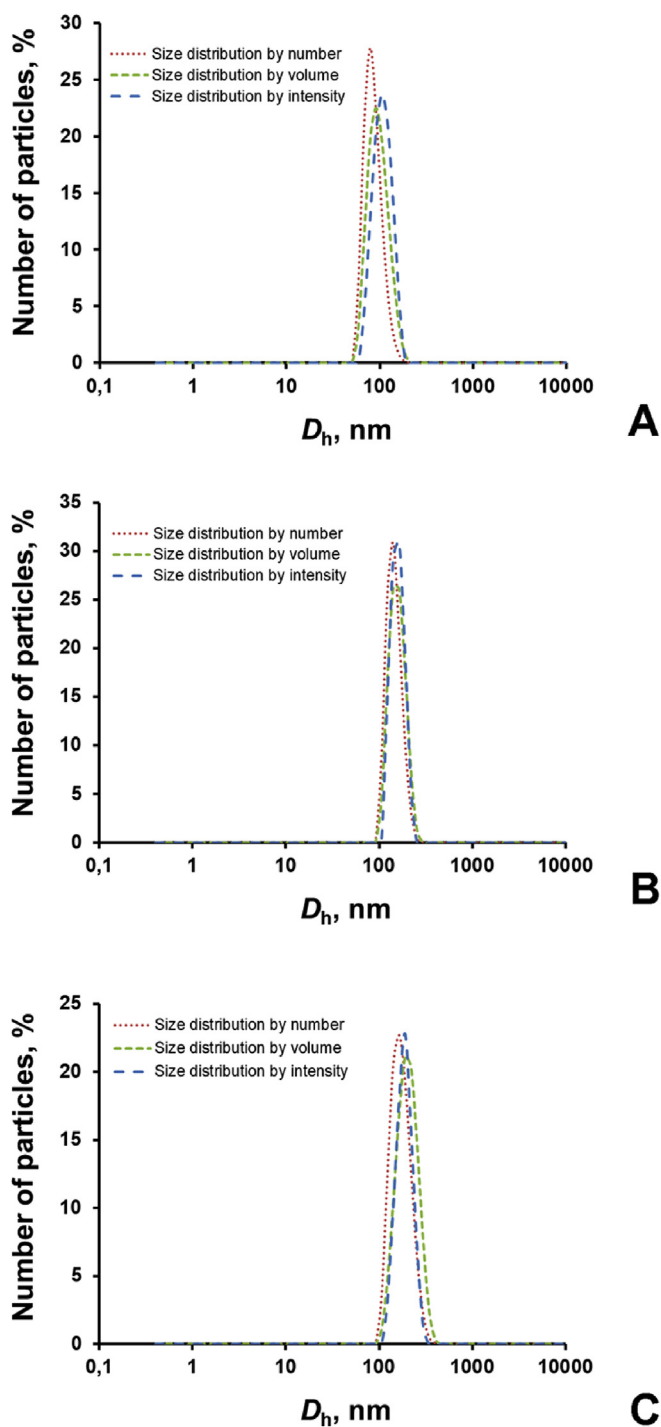 30
25
20
15
10
5
0
Number of particles, %
Size distribution by number
Size distribution by volume
Size distribution by intensity
0,1 1 10 100 1000 10000
Dh, nm
A
35
30
25
20
15
10
5
0
Number of particles, %
Size distribution by number
Size distribution by volume
Size distribution by intensity
0,1 1 10 100 1000 10000
Dh, nm
B
25
20
15
10
5
0
Number of particles, %
Size distribution by number
Size distribution by volume
Size distribution by intensity
0,1 1 10 100 1000 10000
Dh, nm
C